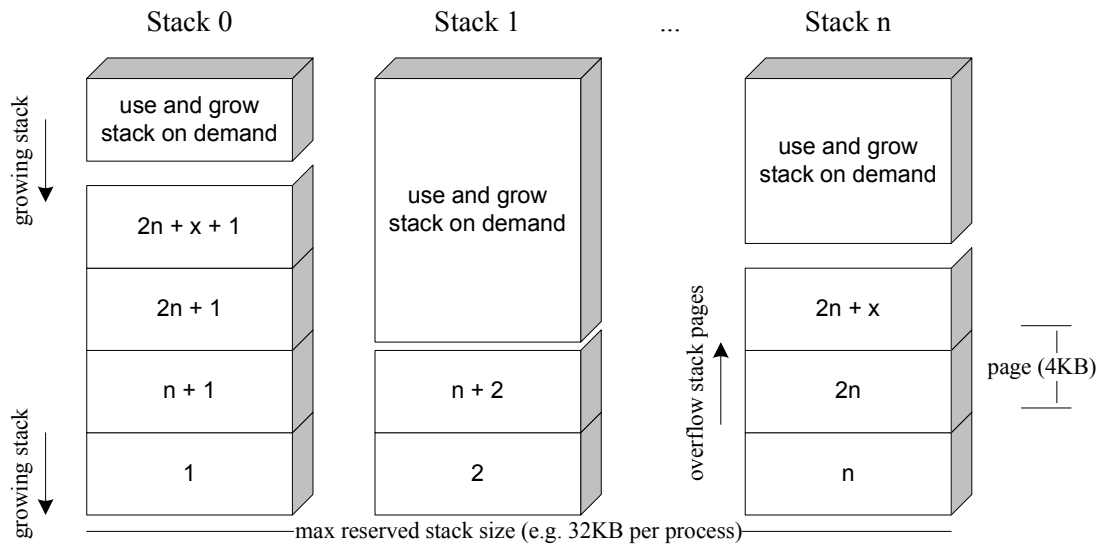 Stack 0
Stack 1
...
Stack n
growing stack
use and grow
stack on demand
2n + x + 1
2n + 1
n + 1
1
growing stack
use and grow
stack on demand
n + 2
2
use and grow
stack on demand
overflow stack pages
2n + x
2n
n
page (4KB)
max reserved stack size (e.g. 32KB per process)